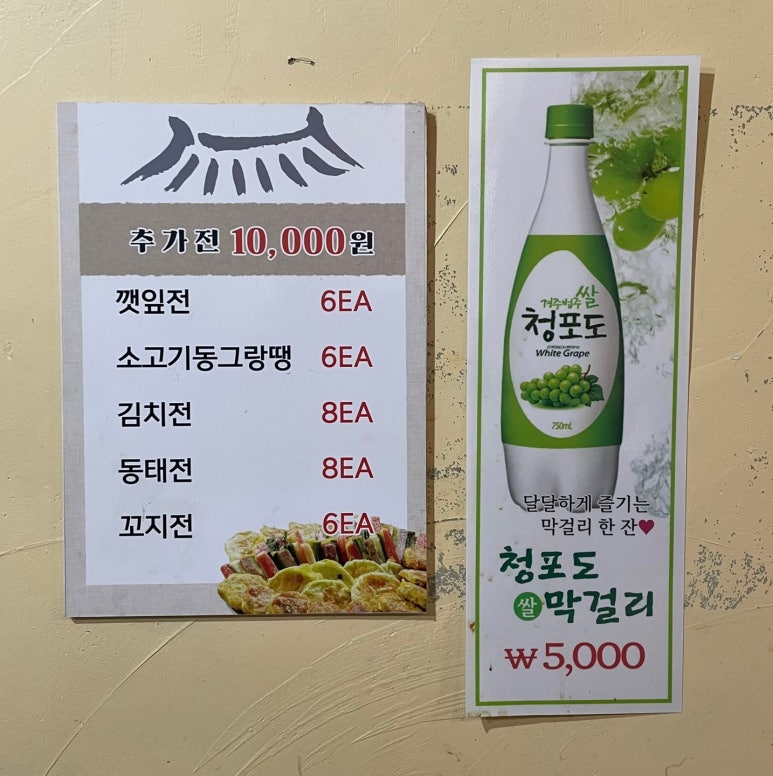 추가전 10,000원
깻잎전 6EA
소고기동그랑땡 6EA
김치전 8EA
동태전 8EA
꼬지전 6EA
경주법주 쌀
청포도
White Grape
750mL
달달하게 즐기는
막걸리 한 잔♥
청포도
쌀 막걸리
₩5,000